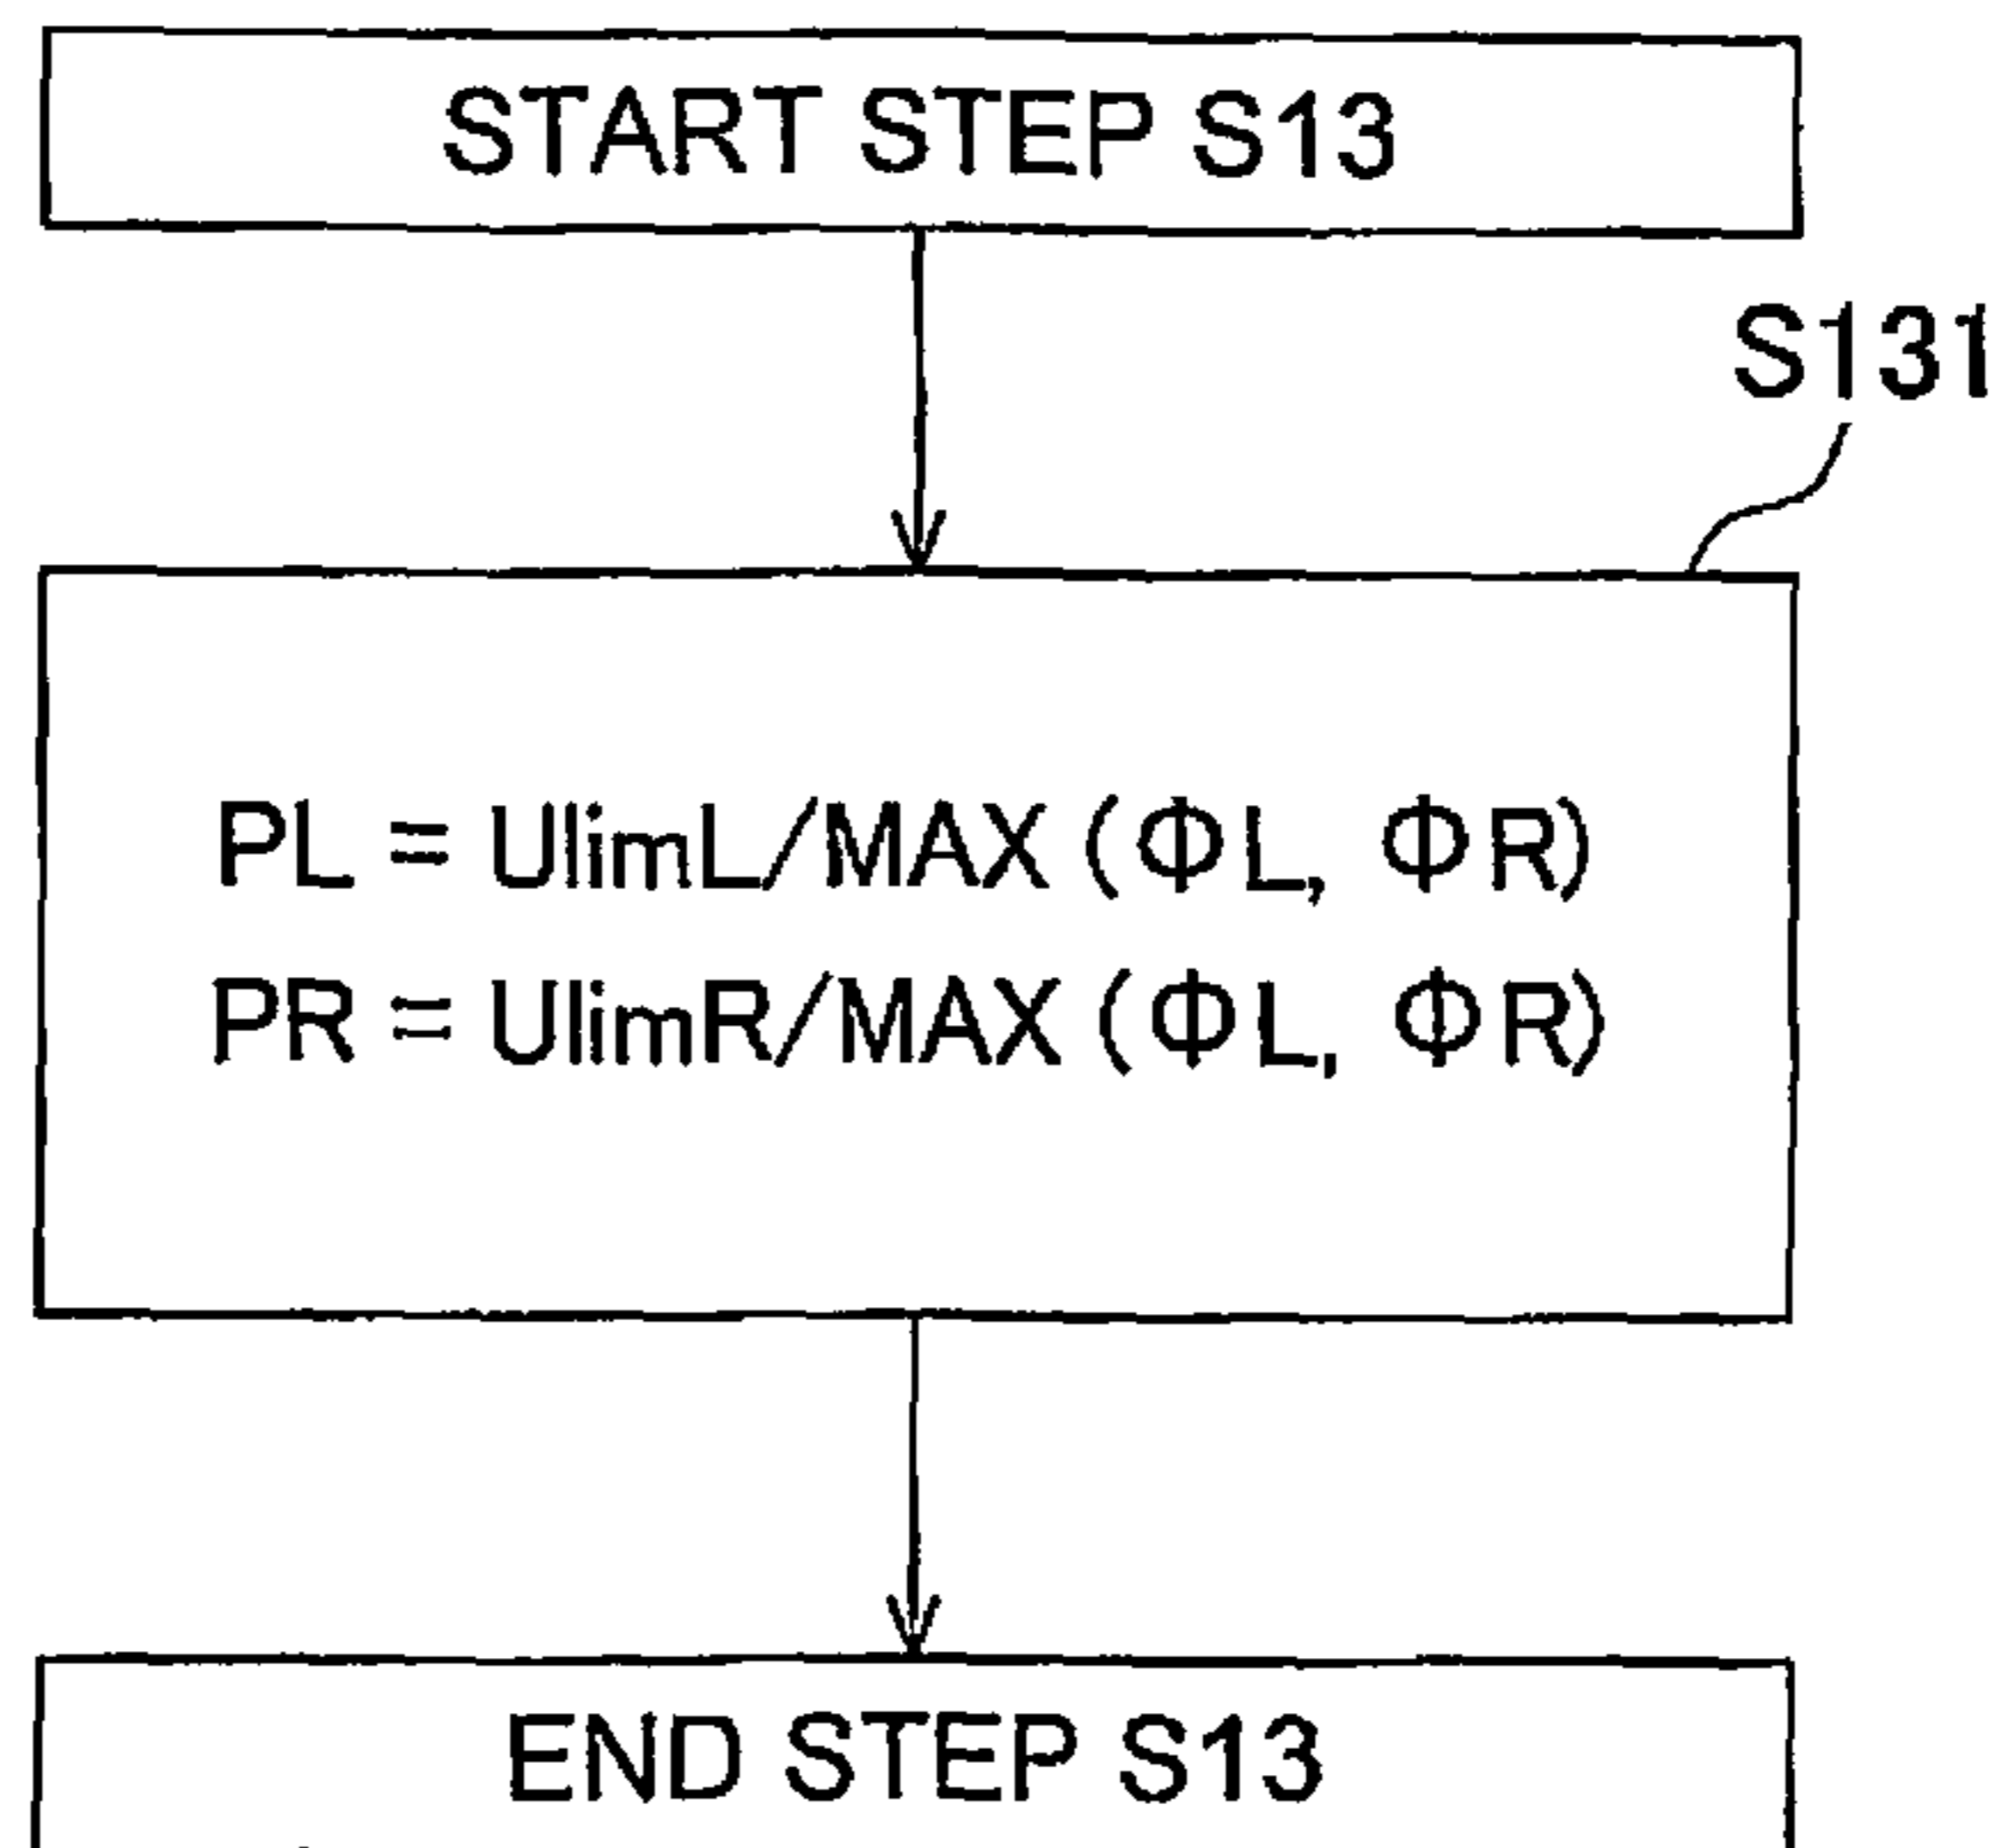 START STEP S13
S131
PL = UlimL/MAX (ΦL, ΦR)
PR = UlimR/MAX (ΦL, ΦR)
END STEP S13